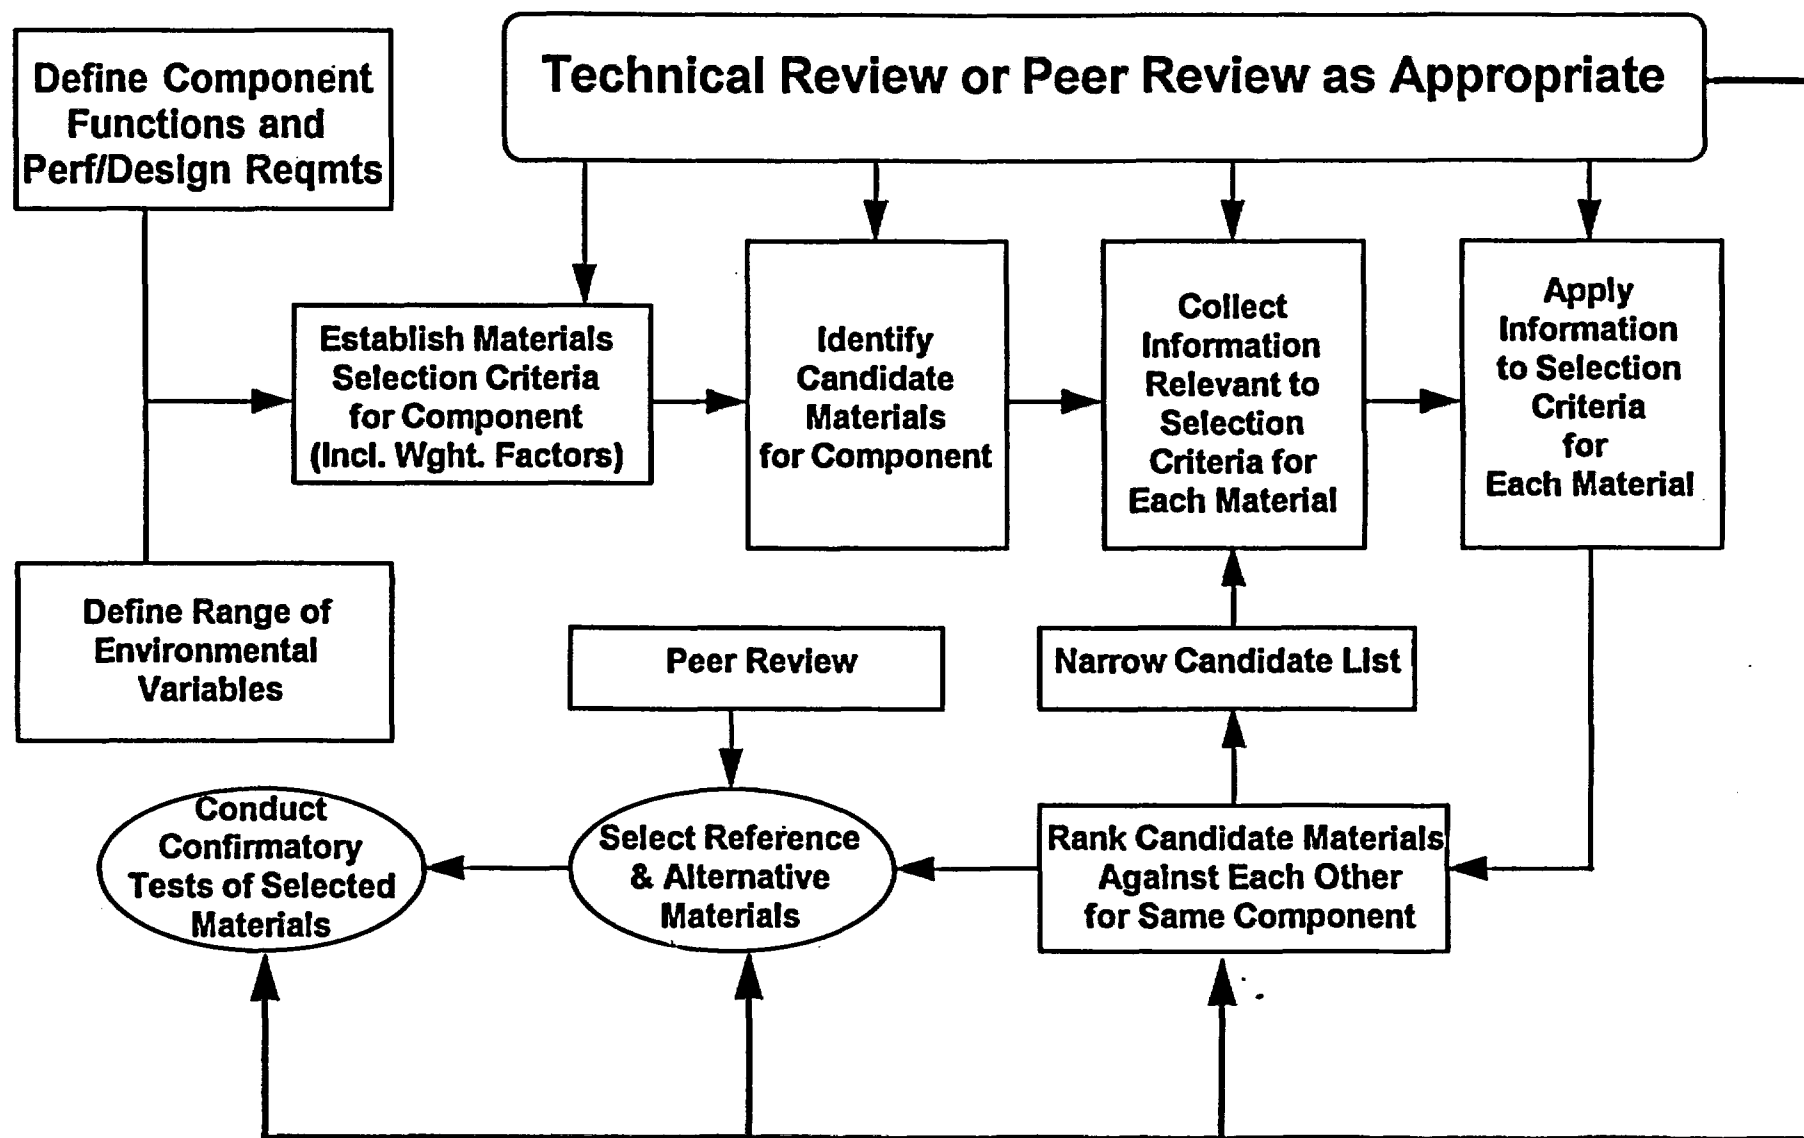 Define Component
Functions and
Perf/Design Reqmts
Technical Review or Peer Review as Appropriate
Establish Materials
Selection Criteria
for Component
(Incl. Wght. Factors)
Identify
Candidate
Materials
for Component
Collect
Information
Relevant to
Selection
Criteria for
Each Material
Apply
Information
to Selection
Criteria
for
Each Material
Define Range of
Environmental
Variables
Peer Review
Narrow Candidate List
Conduct
Confirmatory
Tests of Selected
Materials
Select Reference
& Alternative
Materials
Rank Candidate Materials
Against Each Other
for Same Component